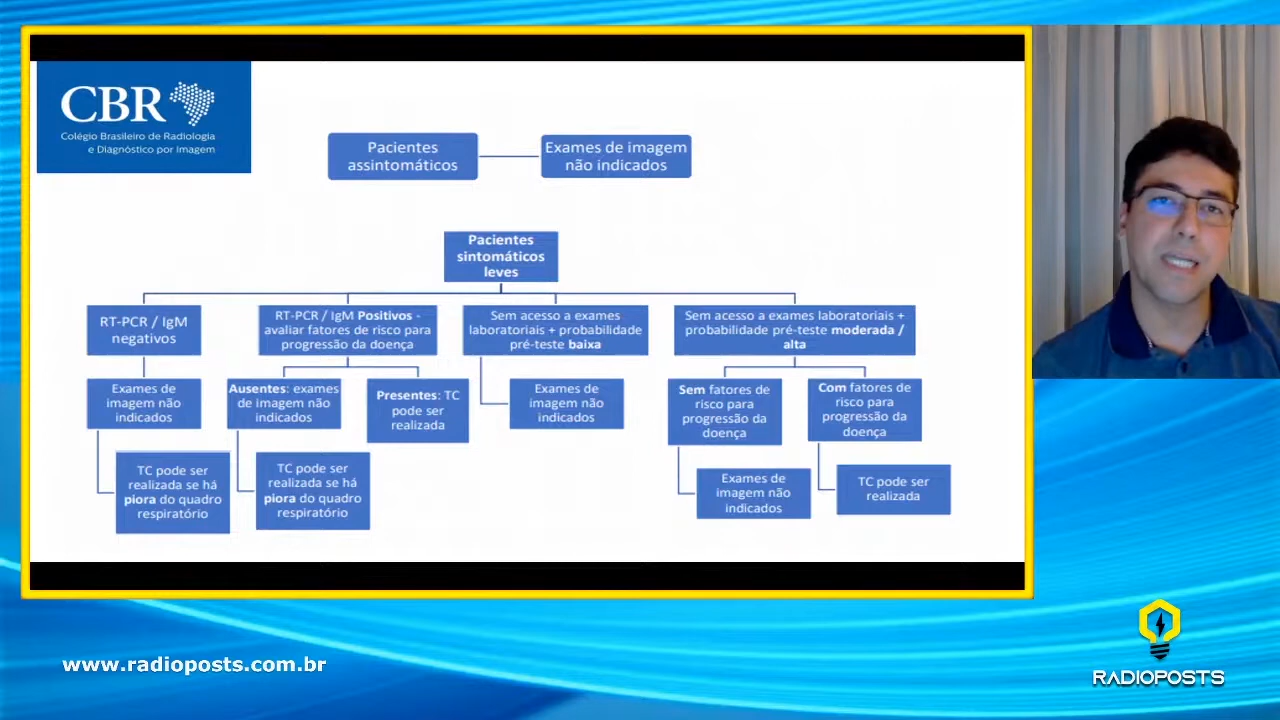 CBR
Colégio Brasileiro de Radiologia
e Diagnóstico por Imagem
Pacientes
assintomáticos
Exames de imagem
não indicados
Pacientes
sintomáticos
leves
RT-PCR / IgM
negativos
RT-PCR / IgM Positivos -
avaliar fatores de risco para
progressão da doença
Sem acesso a exames
laboratoriais + probabilidade
pré-teste baixa
Sem acesso a exames laboratoriais +
probabilidade pré-teste moderada /
alta
Exames de
imagem não
indicados
Ausentes: exames
de imagem não
indicados
Presentes: TC
pode ser
realizada
Exames de
imagem não
indicados
Sem fatores de
risco para
progressão da
doença
Com fatores de
risco para
progressão da
doença
TC pode ser
realizada se há
piora do quadro
respiratório
TC pode ser
realizada se há
piora do quadro
respiratório
Exames de
imagem não
indicados
TC pode ser
realizada
www.radioposts.com.br
RADIOPOSTS